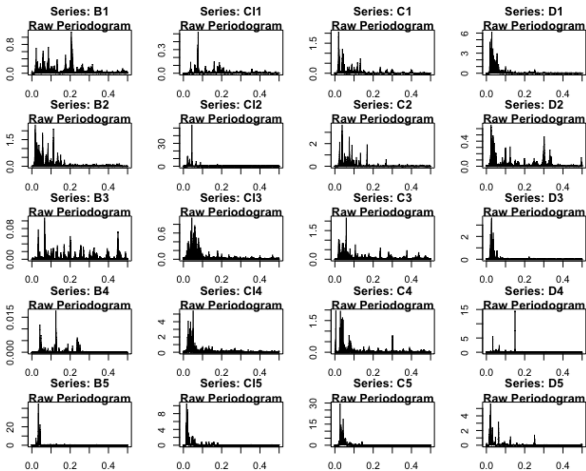 Series: B1 Series: CI1 Series: C1 Series: D1
Raw Periodogram Raw Periodogram Raw Periodogram Raw Periodogram
0.0 0.8 0.0 0.3 0.0 1.5 0 3 6
0.0 0.2 0.4 0.0 0.2 0.4 0.0 0.2 0.4 0.0 0.2 0.4
Series: B2 Series: CI2 Series: C2 Series: D2
Raw Periodogram Raw Periodogram Raw Periodogram Raw Periodogram
0.0 1.5 0 30 0 2 0.0 0.4
0.0 0.2 0.4 0.0 0.2 0.4 0.0 0.2 0.4 0.0 0.2 0.4
Series: B3 Series: CI3 Series: C3 Series: D3
Raw Periodogram Raw Periodogram Raw Periodogram Raw Periodogram
0.00 0.08 0.0 0.6 0.0 1.5 0 2
0.0 0.2 0.4 0.0 0.2 0.4 0.0 0.2 0.4 0.0 0.2 0.4
Series: B4 Series: CI4 Series: C4 Series: D4
Raw Periodogram Raw Periodogram Raw Periodogram Raw Periodogram
0.000 0.015 0 2 4 0.0 1.5 0 5 15
0.0 0.2 0.4 0.0 0.2 0.4 0.0 0.2 0.4 0.0 0.2 0.4
Series: B5 Series: CI5 Series: C5 Series: D5
Raw Periodogram Raw Periodogram Raw Periodogram Raw Periodogram
0 20 0 4 8 0 15 30 0 2 4
0.0 0.2 0.4 0.0 0.2 0.4 0.0 0.2 0.4 0.0 0.2 0.4